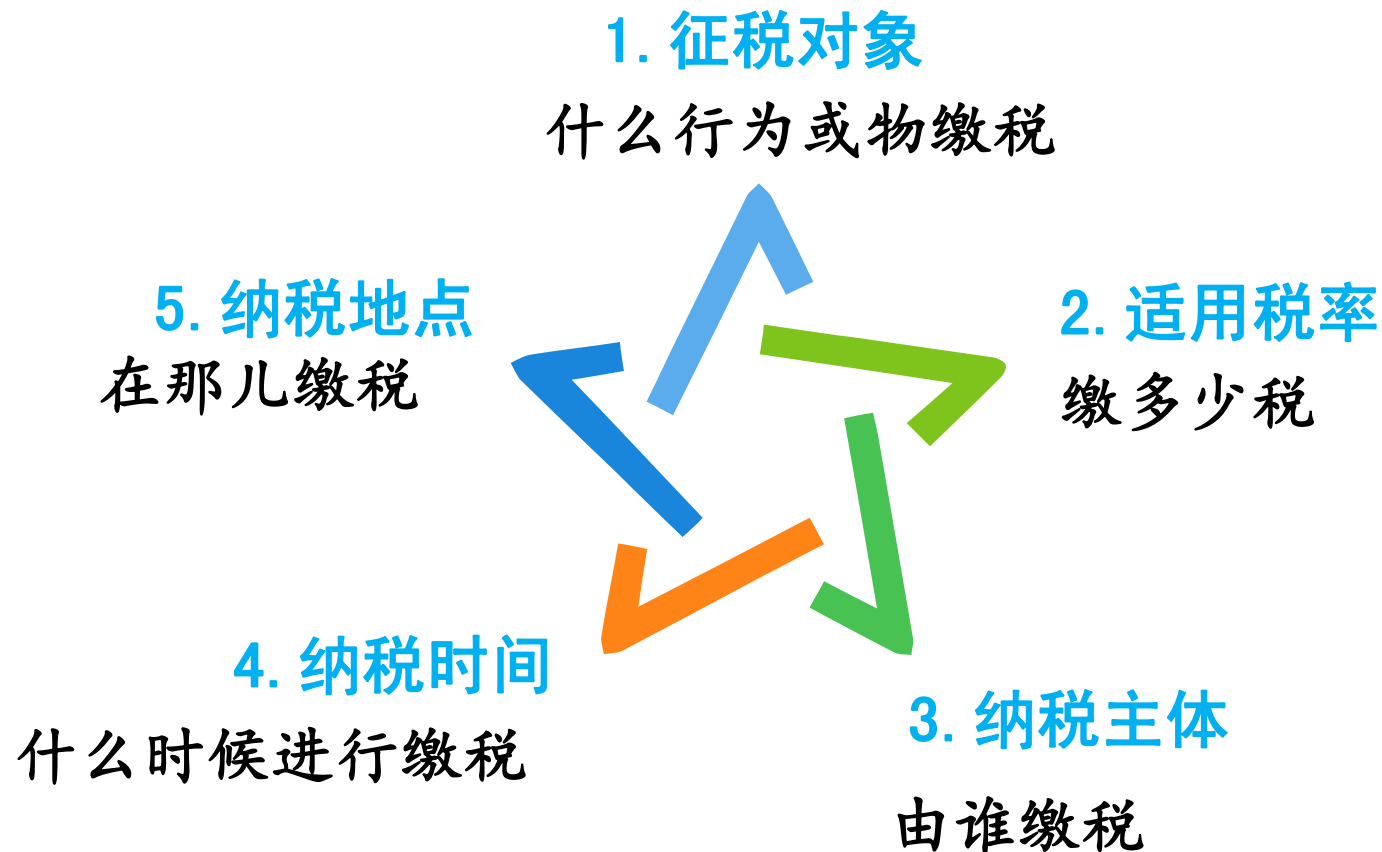 1.征税对象
什么行为或物缴税
2.适用税率
缴多少税
3.纳税主体
由谁缴税
4.纳税时间
什么时候进行缴税
5.纳税地点
在那儿缴税